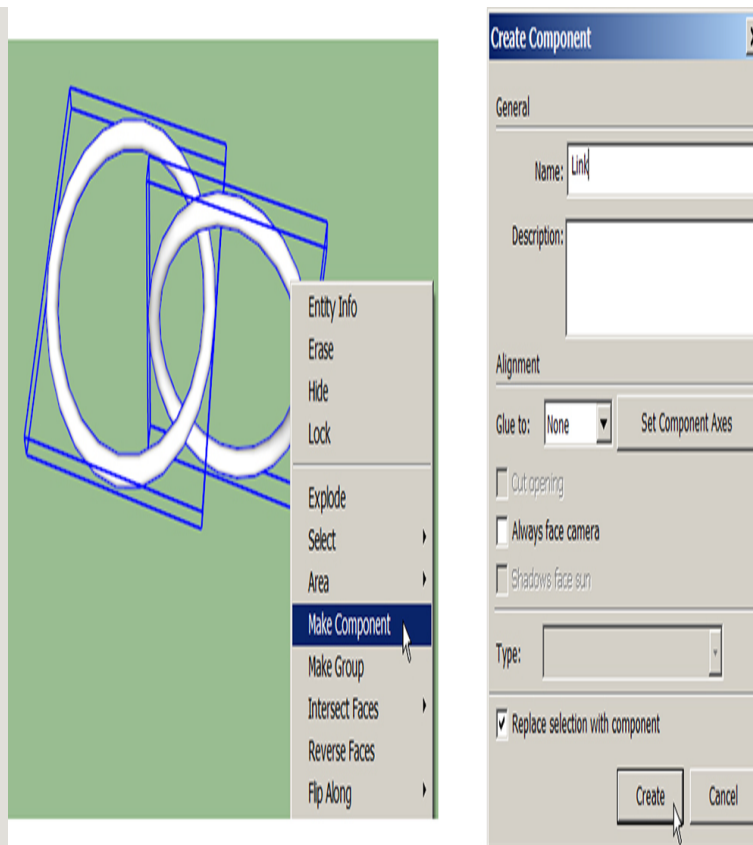 Entity Info
Erase
Hide
Lock
Explode
Select
Area
Make Component
Make Group
Intersect Faces
Reverse Faces
Flip Along
Create Component
General
Name: Link
Description:
Alignment
Glue to: None Set Component Axes
Cut opening
Always face camera
Shadows face sun
Type:
Replace selection with component
Create Cancel